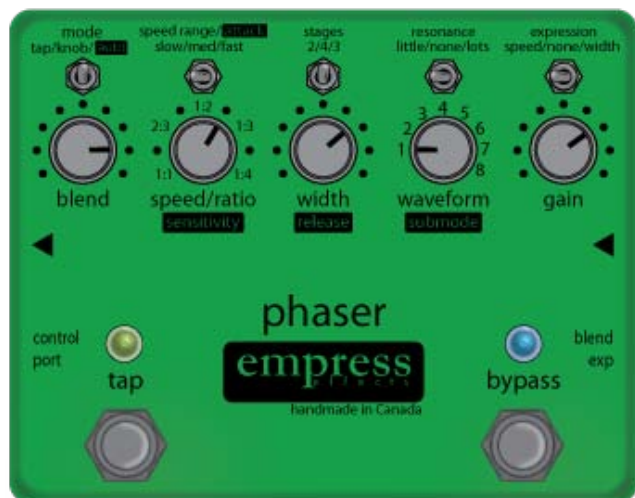 mode
tap/knob/auto
speed range/attack
slow/med/fast
stages
2/4/3
resonance
little/none/lots
expression
speed/none/width
1:1 2:3 1:2 1:3 1:4
1 2 3 4 5 6 7 8
blend
speed/ratio
width
waveform
gain
sensitivity
release
submode
phaser
control
port
tap
empress
effects
handmade in Canada
blend
exp
bypass